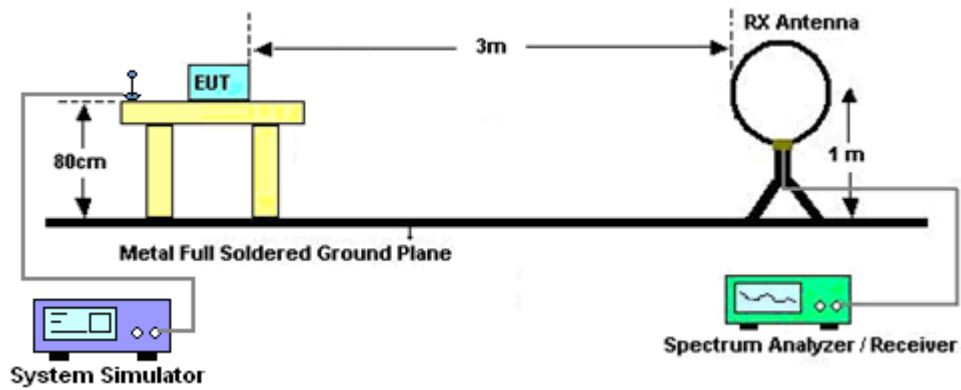 RX Antenna
3m
EUT
80cm
1 m
Metal Full Soldered Ground Plane
Spectrum Analyzer / Receiver
System Simulator